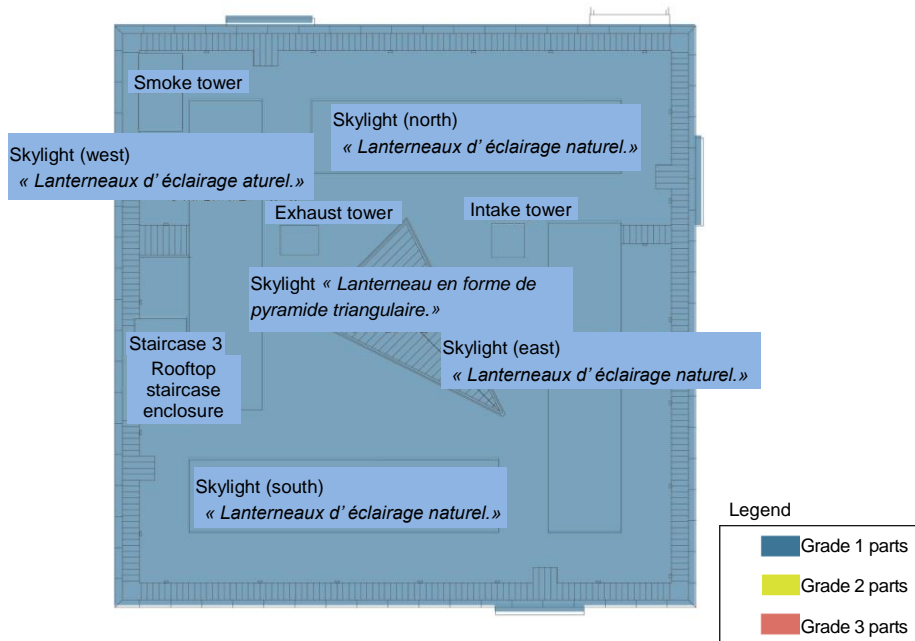 Smoke tower
Skylight (north)
« Lanterneaux d’ éclairage naturel.»
Skylight (west)
« Lanterneaux d’ éclairage aturel.»
Exhaust tower
Intake tower
Skylight « Lanterneau en forme de
pyramide triangulaire.»
Staircase 3
Rooftop
staircase
enclosure
Skylight (east)
« Lanterneaux d’ éclairage naturel.»
Skylight (south)
« Lanterneaux d’ éclairage naturel.»
Legend
Grade 1 parts
Grade 2 parts
Grade 3 parts